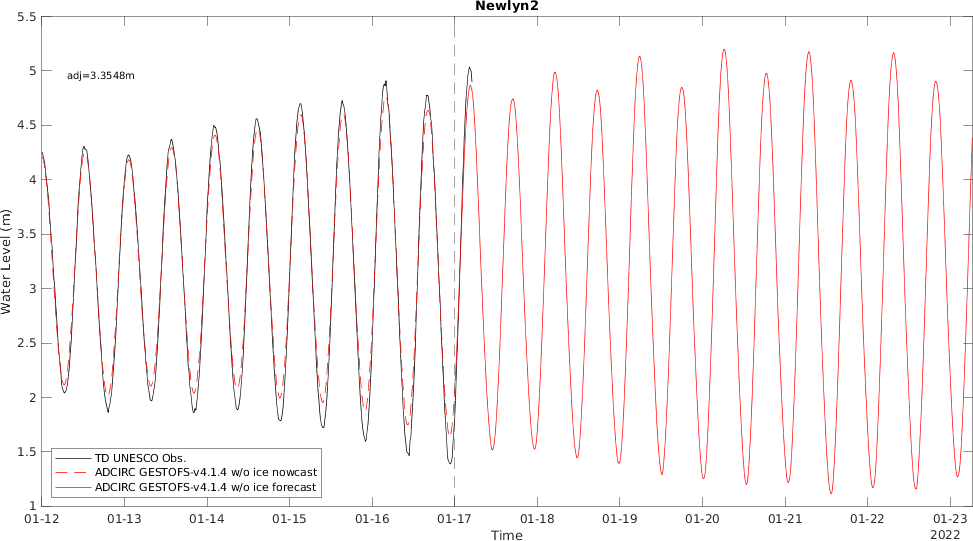 Newlyn2
5.5
5
4.5
4
3.5
3
2.5
2
1.5
1
Water Level (m)
adj=3.3548m
TD UNESCO Obs.
ADCIRC GESTOFS-v4.1.4 w/o ice nowcast
ADCIRC GESTOFS-v4.1.4 w/o ice forecast
01-12 01-13 01-14 01-15 01-16 01-17 01-18 01-19 01-20 01-21 01-22 01-23
Time 2022